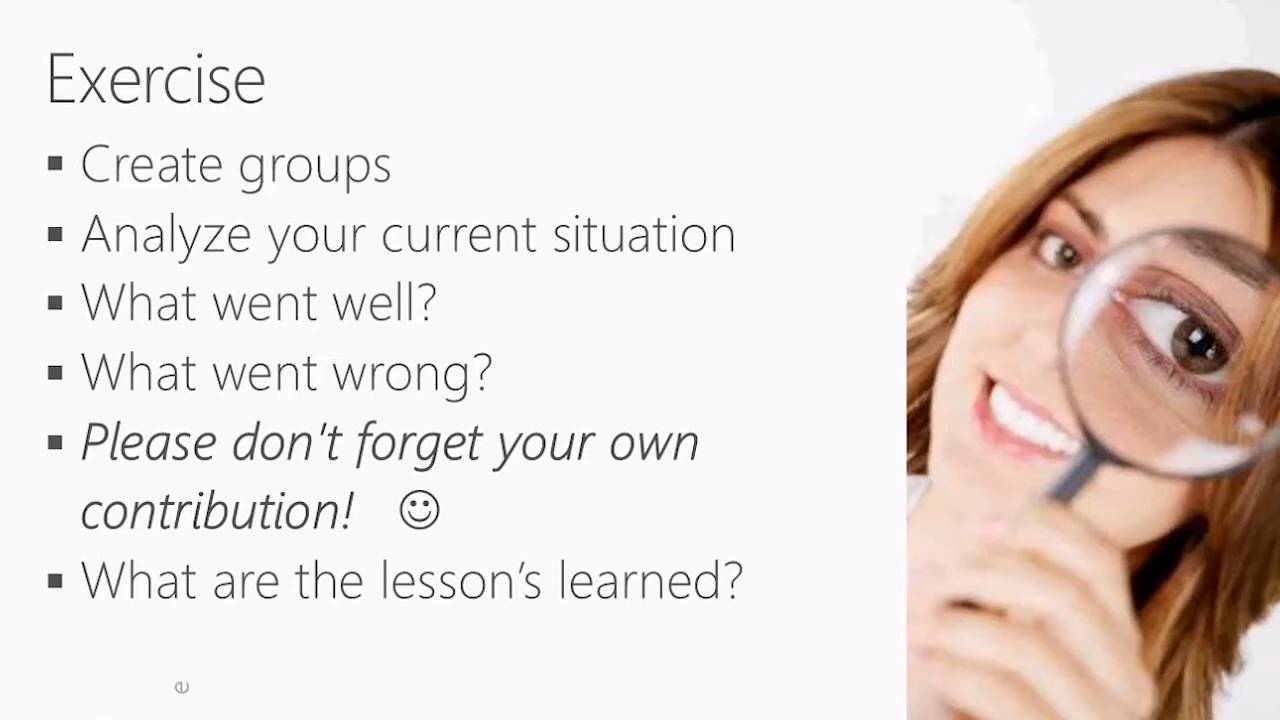 Exercise
▪ Create groups
▪ Analyze your current situation
▪ What went well?
▪ What went wrong?
▪ Please don't forget your own
contribution! ☺
▪ What are the lesson’s learned?
e